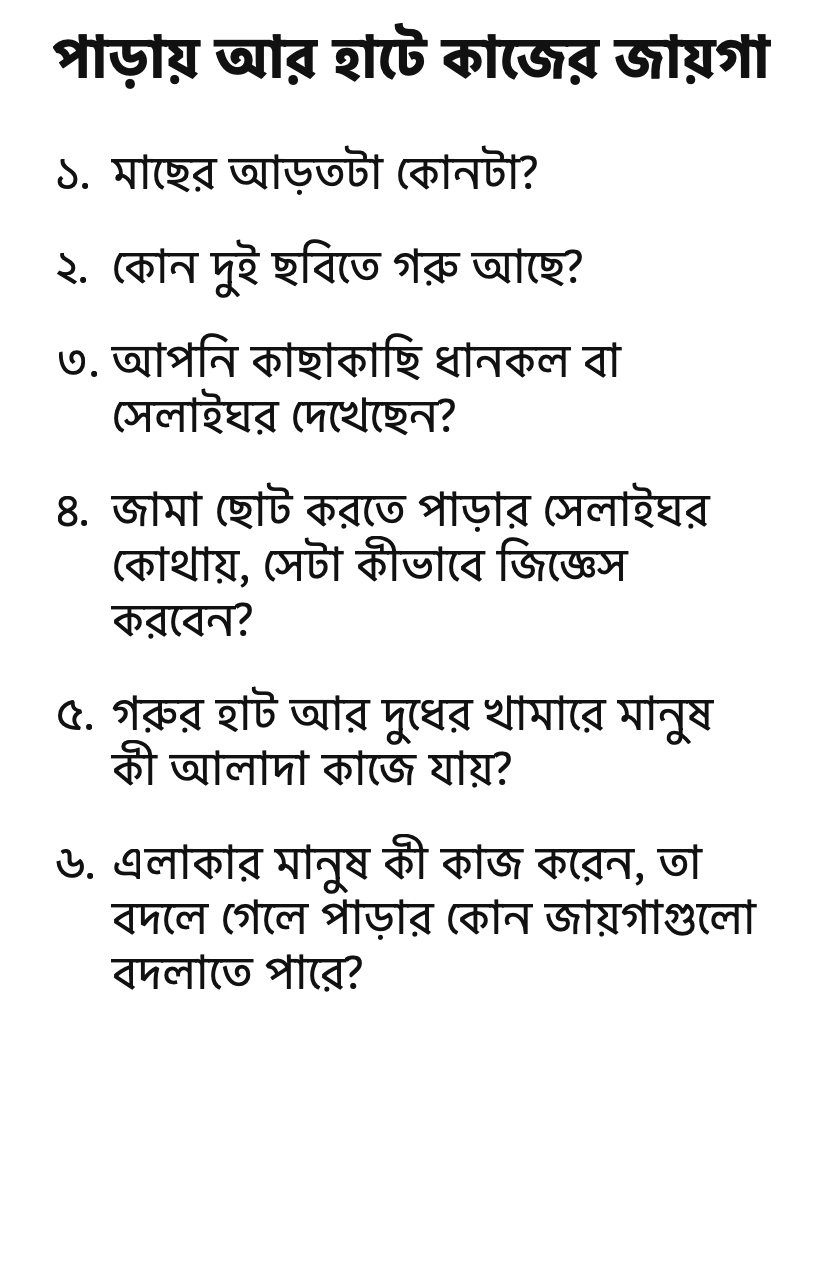 পাড়ায় আর হাটে কাজের জায়গা
১. মাছের আড়তটা কোনটা?
২. কোন দুই ছবিতে গরু আছে?
৩. আপনি কাছাকাছি ধানকল বা
সেলাইঘর দেখেছেন?
৪. জামা ছোট করতে পাড়ার সেলাইঘর
কোথায়, সেটা কীভাবে জিজ্ঞেস
করবেন?
৫. গরুর হাট আর দুধের খামারে মানুষ
কী আলাদা কাজে যায়?
৬. এলাকার মানুষ কী কাজ করেন, তা
বদলে গেলে পাড়ার কোন জায়গাগুলো
বদলাতে পারে?